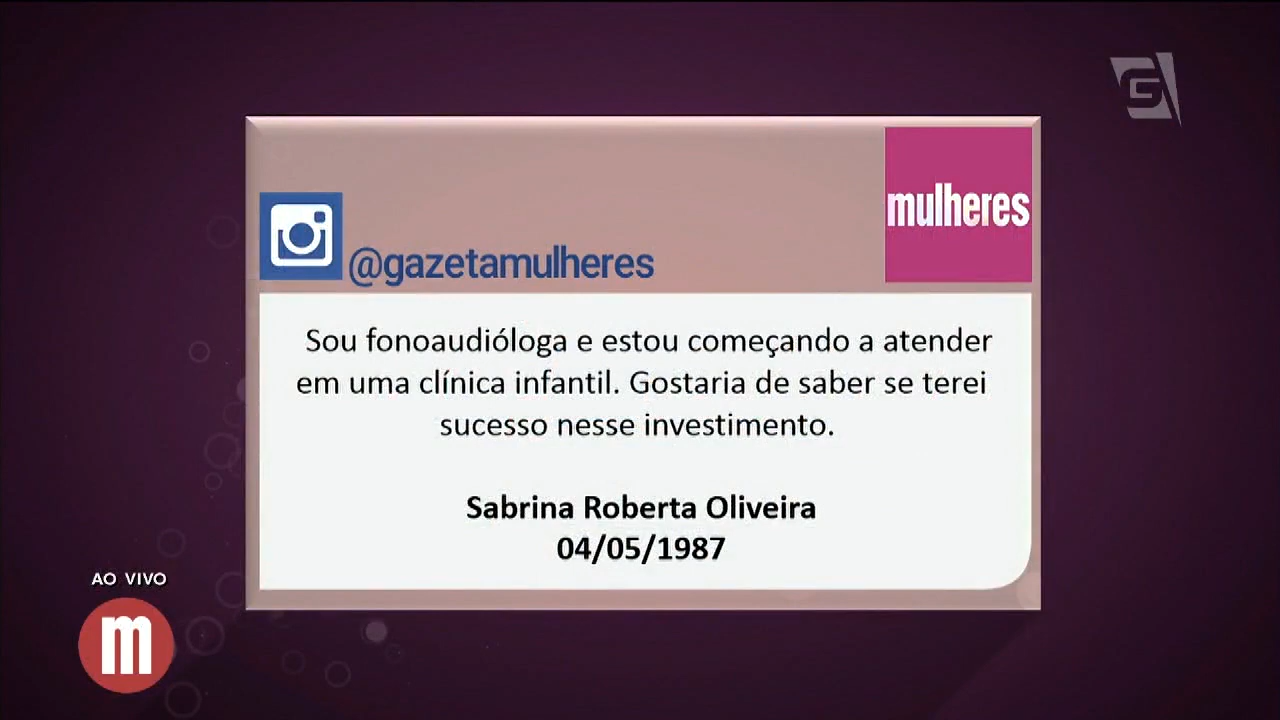 mulheres
@gazetamulheres
Sou fonoaudióloga e estou começando a atender
em uma clínica infantil. Gostaria de saber se terei
sucesso nesse investimento.
Sabrina Roberta Oliveira
04/05/1987
AO VIVO
m
G